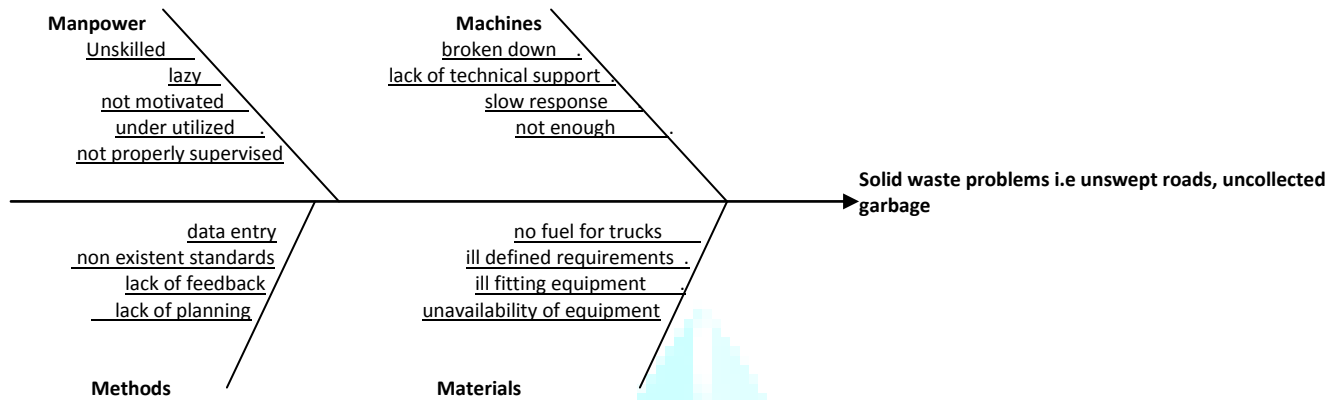 Manpower
Unskilled
lazy
not motivated
under utilized .
not properly supervised
Machines
broken down .
lack of technical support .
slow response
not enough .
Solid waste problems i.e unswept roads, uncollected
garbage
data entry
non existent standards
lack of feedback
lack of planning
Methods
no fuel for trucks
ill defined requirements .
ill fitting equipment .
unavailability of equipment
Materials